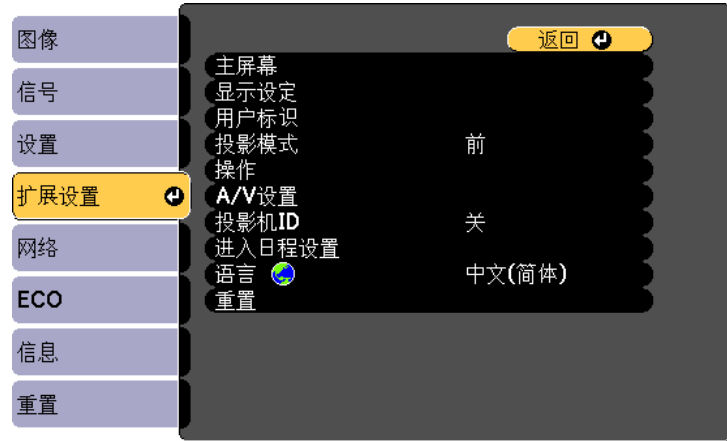 图像
信号
设置
扩展设置
网络
ECO
信息
重置
返回
主屏幕
显示设定
用户标识
投影模式 前
操作
A/V设置
投影机ID 关
进入日程设置
语言 中文(简体)
重置